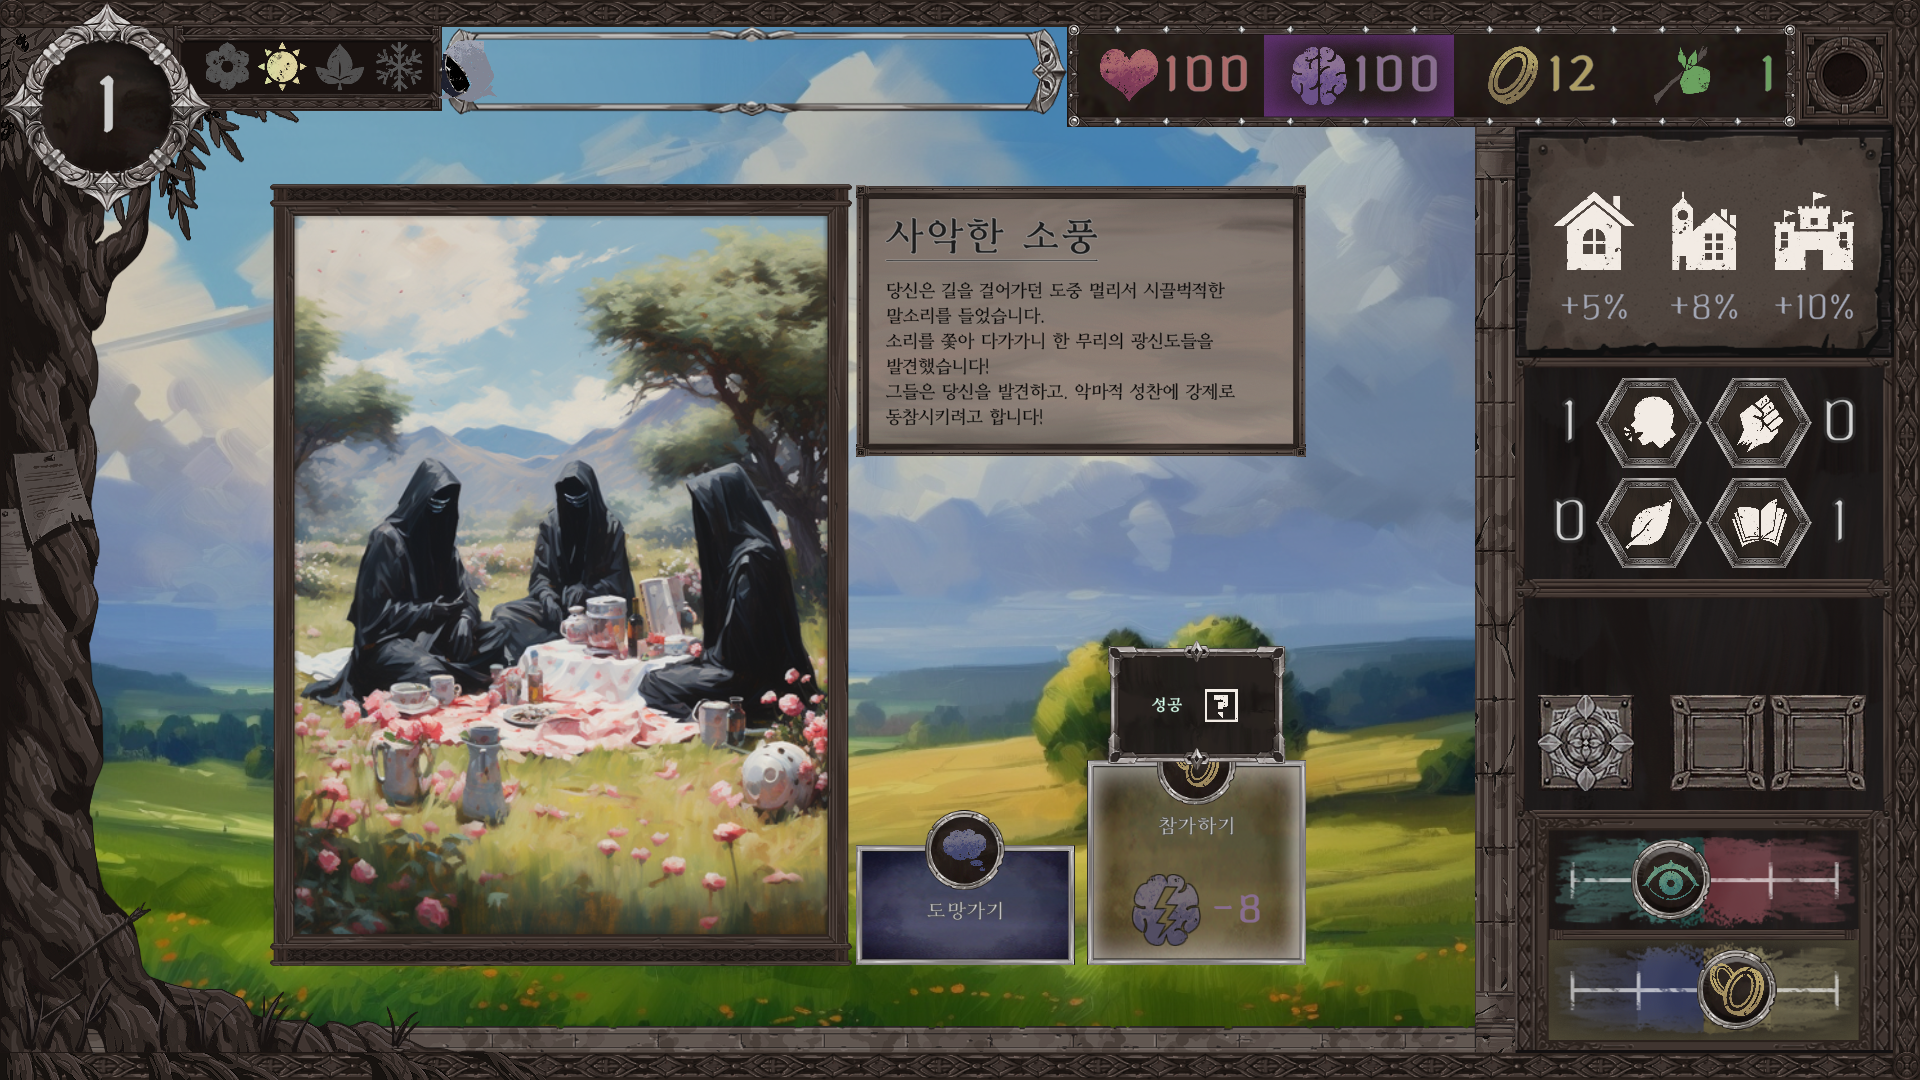 1
100
100
12
1
사악한 소풍
당신은 길을 걸어가던 도중 멀리서 시끌벅적한
말소리를 들었습니다.
소리를 쫓아 다가가니 한 무리의 광신도들을
발견했습니다!
그들은 당신을 발견하고, 악마적 성찬에 강제로
동참시키려고 합니다!
+5% +8% +10%
1
0
0
1
성공 ?
참가하기
-8
도망가기